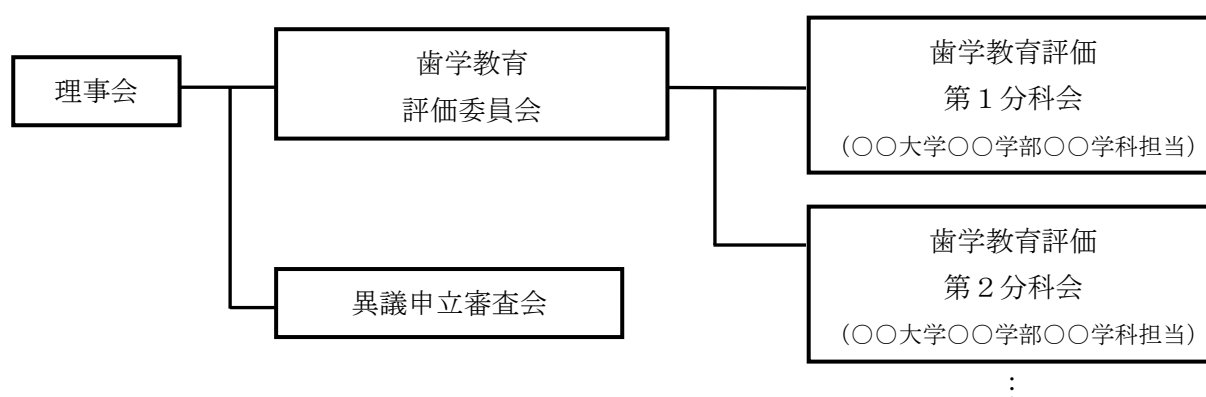 理事会
歯学教育
評価委員会
異議申立審査会
歯学教育評価
第１分科会
（○○大学○○学部○○学科担当）
歯学教育評価
第２分科会
（○○大学○○学部○○学科担当）
：